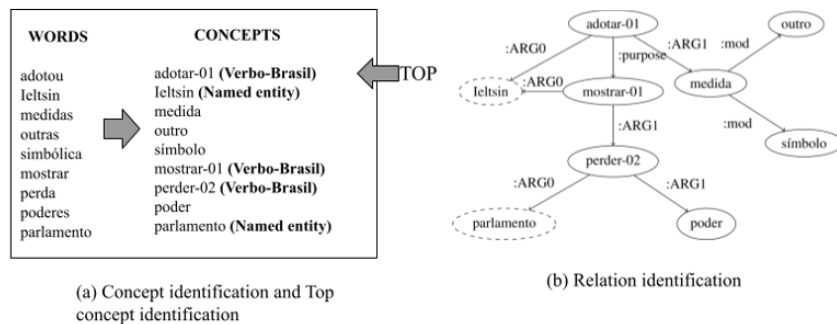 WORDS
CONCEPTS
adotou
Ieltsin
medidas
outras
simbólica
mostrar
perda
poderes
parlamento
adotar-01 (Verbo-Brasil)
Ieltsin (Named entity)
medida
outro
símbolo
mostrar-01 (Verbo-Brasil)
perder-02 (Verbo-Brasil)
poder
parlamento (Named entity)
TOP
(a) Concept identification and Top
concept identification
adotar-01
outro
:ARG0
:purpose
:ARG1
:mod
Ieltsin
:ARG0
mostrar-01
medida
:ARG1
:mod
perder-02
símbolo
:ARG0
:ARG1
parlamento
poder
(b) Relation identification